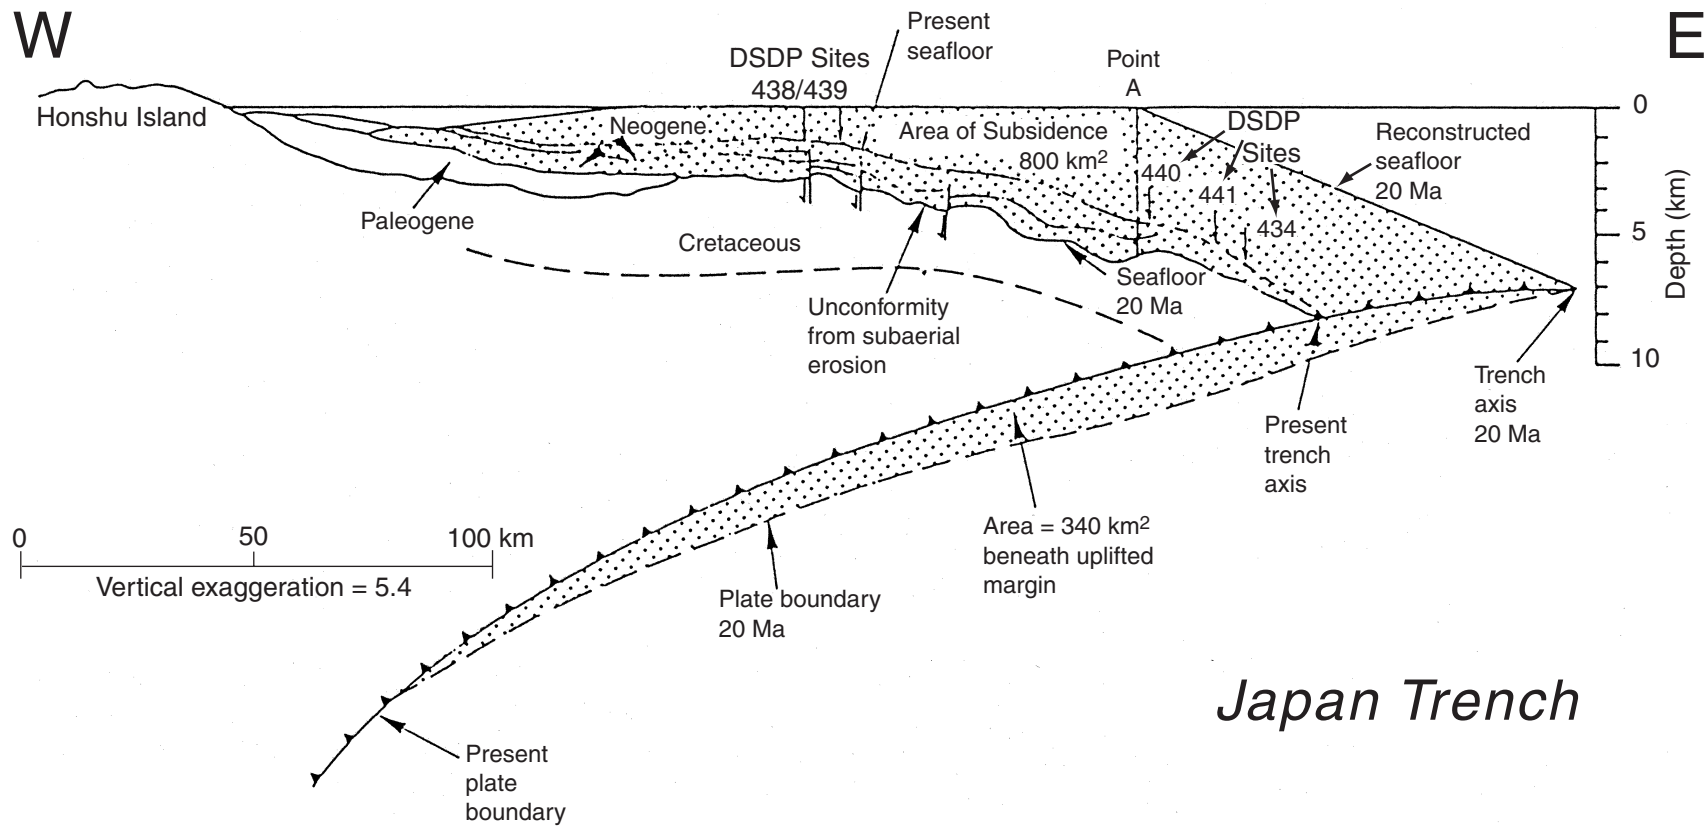 W
E
Present
seafloor
DSDP Sites
438/439
Point
A
0
Honshu Island
Neogene
Area of Subsidence
800 km²
DSDP
Sites
Reconstructed
seafloor
20 Ma
440
441
434
Paleogene
Cretaceous
5
Depth (km)
Seafloor
20 Ma
Unconformity
from subaerial
erosion
10
Trench
axis
20 Ma
Present
trench
axis
Area = 340 km²
beneath uplifted
margin
0 50 100 km
Vertical exaggeration = 5.4
Plate boundary
20 Ma
Japan Trench
Present
plate
boundary